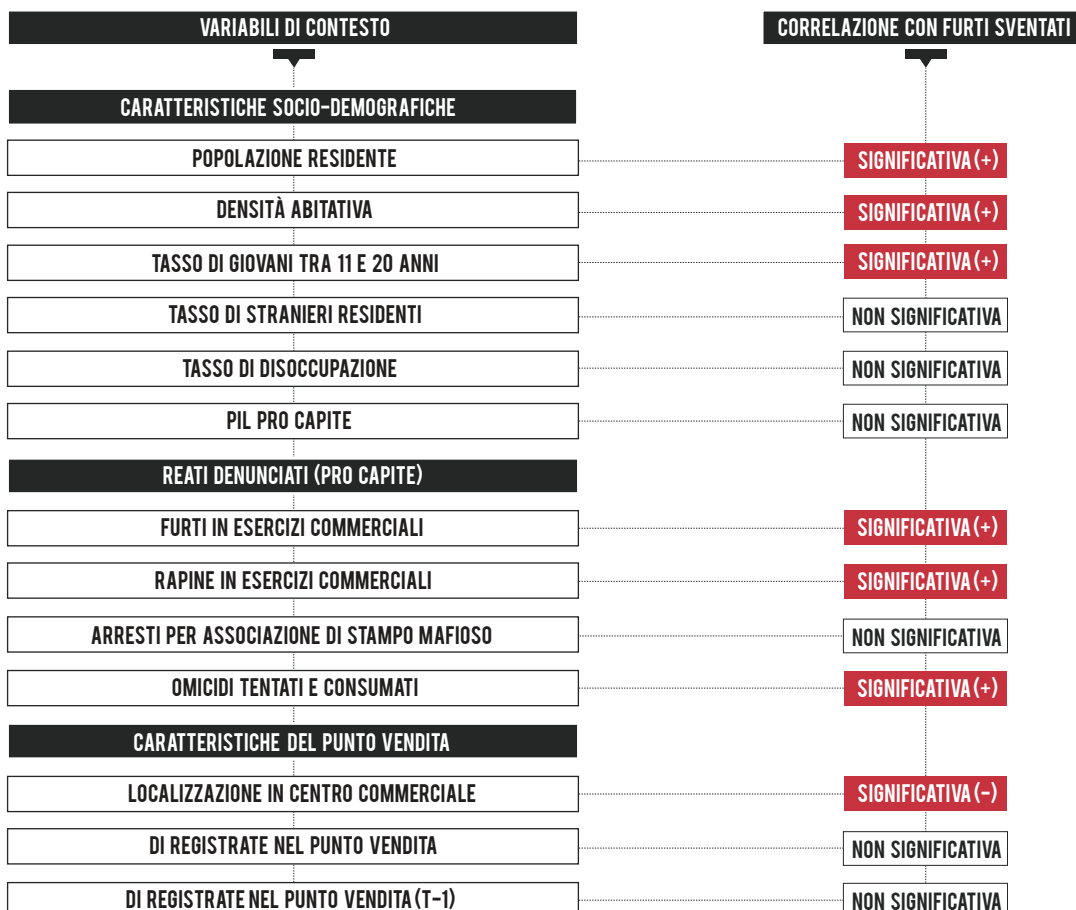 VARIABILI DI CONTESTO CORRELAZIONE CON FURTI SVENTATI
CARATTERISTICHE SOCIO-DEMOGRAFICHE
POPOLAZIONE RESIDENTE SIGNIFICATIVA (+)
DENSITÀ ABITATIVA SIGNIFICATIVA (+)
TASSO DI GIOVANI TRA 11 E 20 ANNI SIGNIFICATIVA (+)
TASSO DI STRANIERI RESIDENTI NON SIGNIFICATIVA
TASSO DI DISOCCUPAZIONE NON SIGNIFICATIVA
PIL PRO CAPITE NON SIGNIFICATIVA
REATI DENUNCIATI (PRO CAPITE)
FURTI IN ESERCIZI COMMERCIALI SIGNIFICATIVA (+)
RAPINE IN ESERCIZI COMMERCIALI SIGNIFICATIVA (+)
ARRESTI PER ASSOCIAZIONE DI STAMPO MAFIOSO NON SIGNIFICATIVA
OMICIDI TENTATI E CONSUMATI SIGNIFICATIVA (+)
CARATTERISTICHE DEL PUNTO VENDITA
LOCALIZZAZIONE IN CENTRO COMMERCIALE SIGNIFICATIVA (-)
DI REGISTRATE NEL PUNTO VENDITA NON SIGNIFICATIVA
DI REGISTRATE NEL PUNTO VENDITA (T-1) NON SIGNIFICATIVA